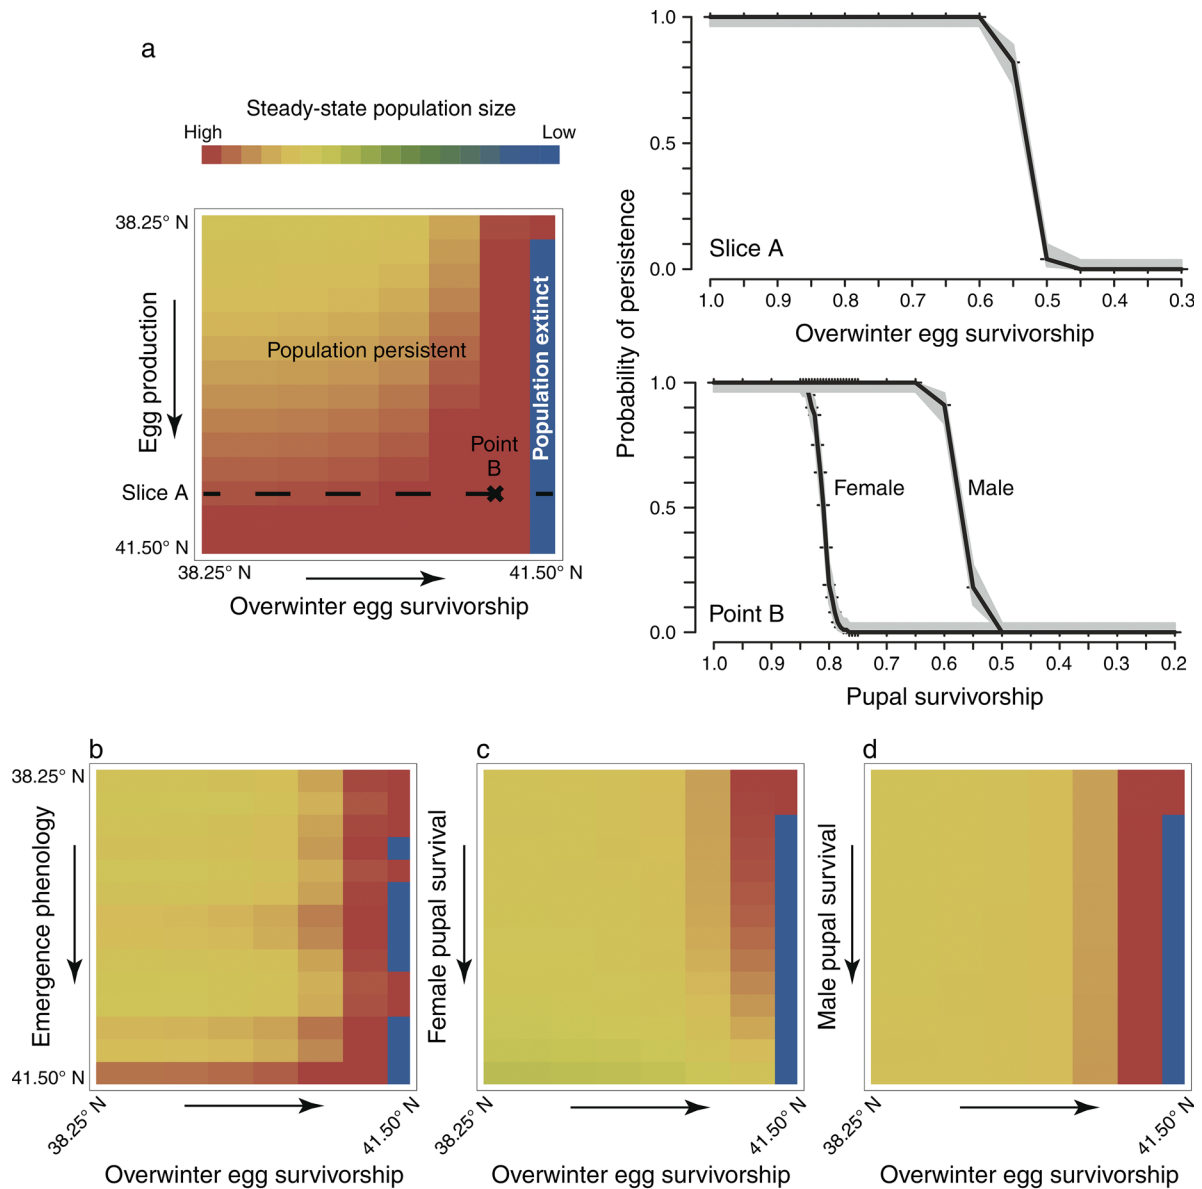 a
Steady-state population size
High
Low
38.25° N
Egg production
Population persistent
Population extinct
Point
B
Slice A
41.50° N
38.25° N
41.50° N
Overwinter egg survivorship
Probability of persistence
1.0
0.5
0.0
Slice A
1.0 0.9 0.8 0.7 0.6 0.5 0.4 0.3
Overwinter egg survivorship
1.0
0.5
0.0
Female
Male
Point B
1.0 0.9 0.8 0.7 0.6 0.5 0.4 0.3 0.2
Pupal survivorship
b
38.25° N
Emergence phenology
41.50° N
38.25° N
41.50° N
Overwinter egg survivorship
c
Female pupal survival
38.25° N
41.50° N
Overwinter egg survivorship
d
Male pupal survival
38.25° N
41.50° N
Overwinter egg survivorship